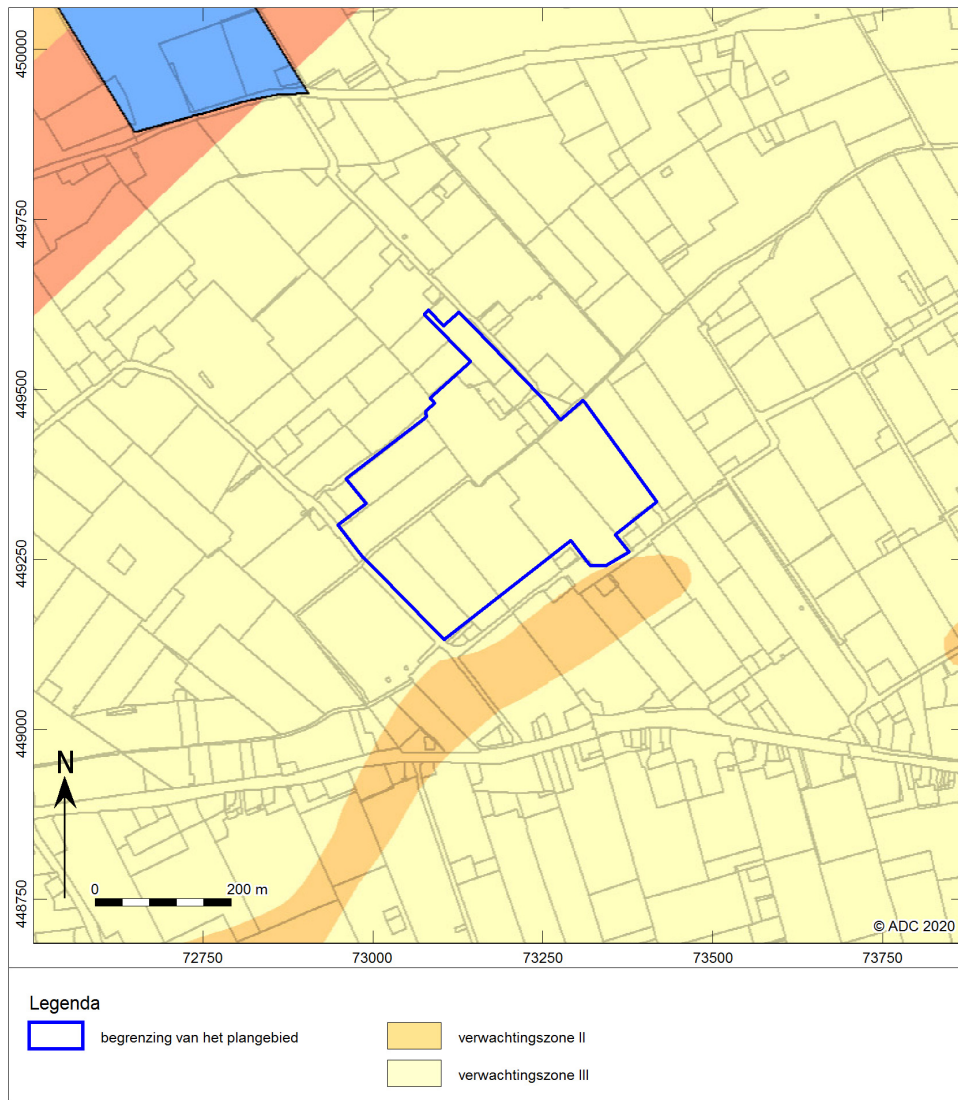 450000
449750
449500
449250
449000
448750
N
0 200 m
© ADC 2020
72750 73000 73250 73500 73750
Legenda
begrenzing van het plangebied
verwachtingszone II
verwachtingszone III